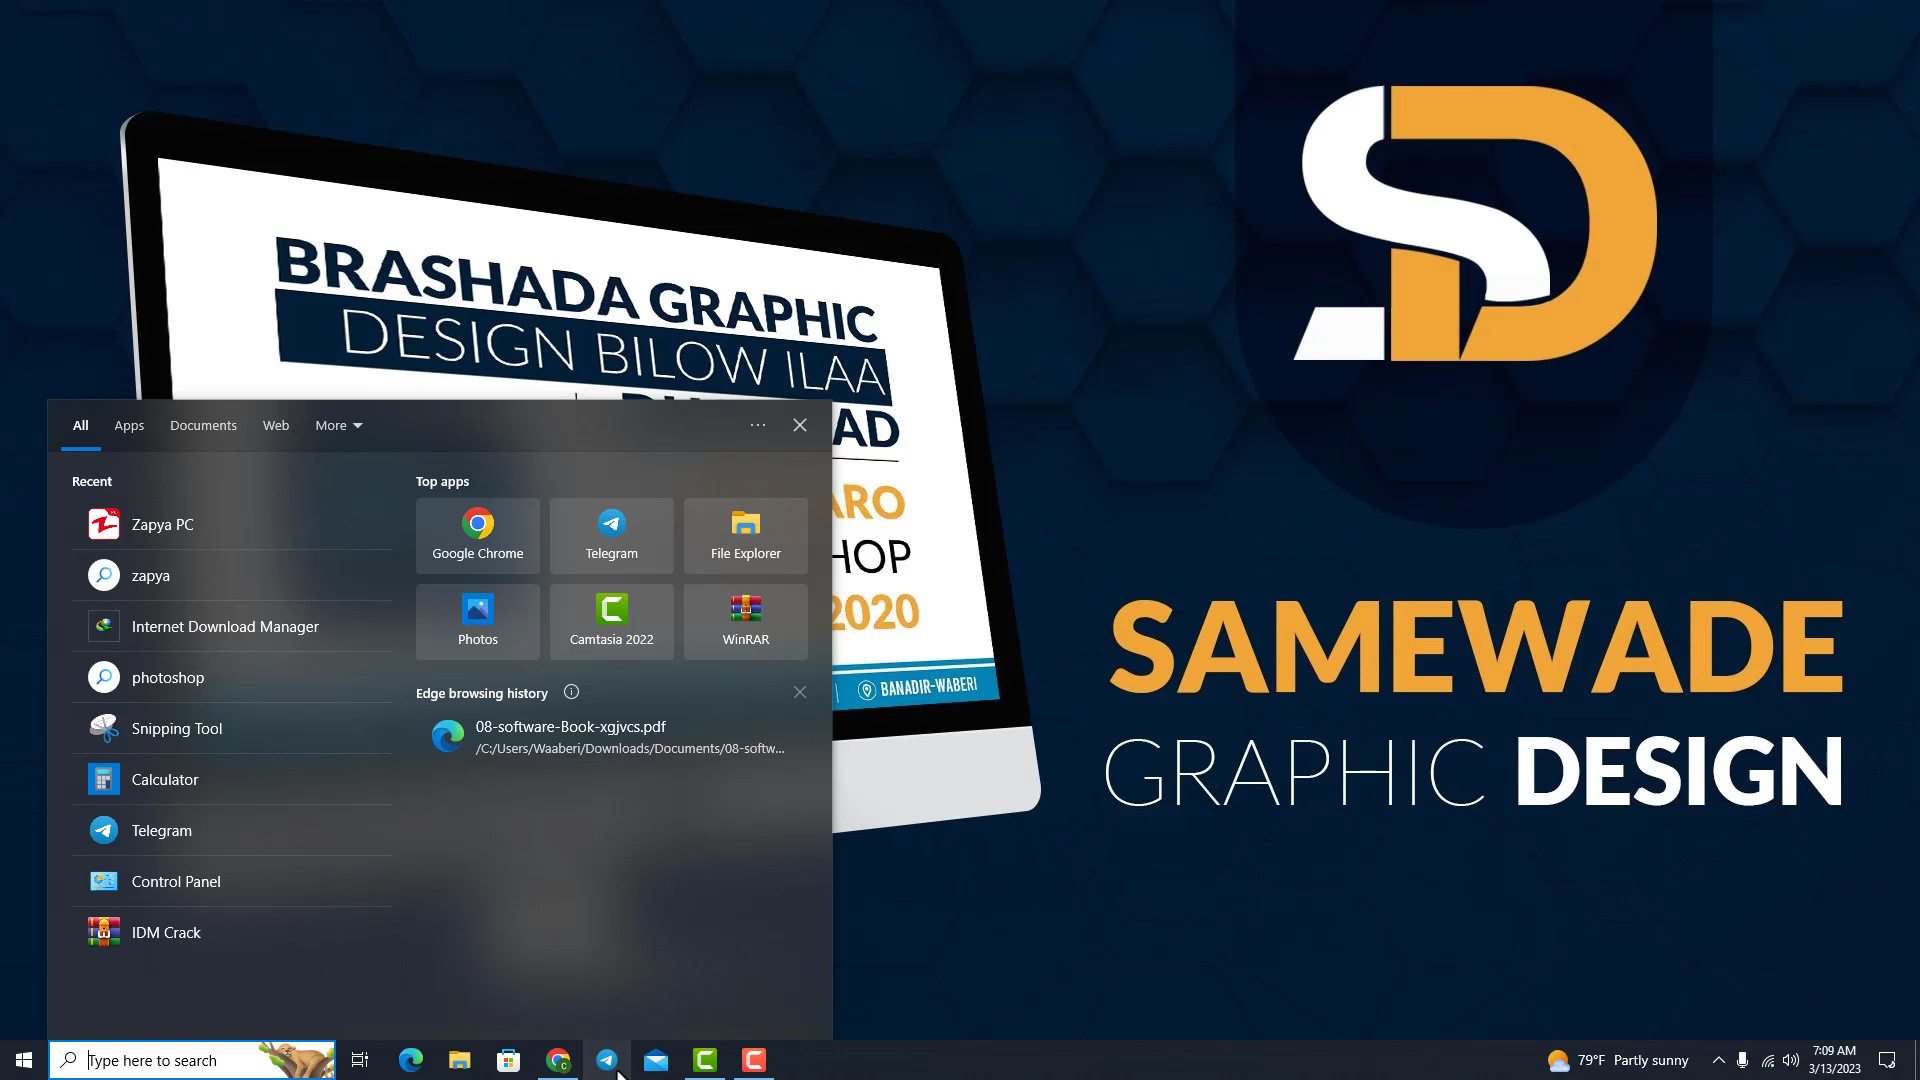 BRASHADA GRAPHIC
DESIGN BILOW ILAA
AD
ARO
HOP
2020
BANADIR-WABERI
SD
SAMEWADE
GRAPHIC DESIGN
All Apps Documents Web More
Recent
Zapya PC
zapya
Internet Download Manager
photoshop
Snipping Tool
Calculator
Telegram
Control Panel
IDM Crack
Top apps
Google Chrome Telegram File Explorer
Photos Camtasia 2022 WinRAR
Edge browsing history
08-software-Book-xgjvcs.pdf
/C:/Users/Waaberi/Downloads/Documents/08-softw...
Type here to search
79°F Partly sunny
7:09 AM
3/13/2023